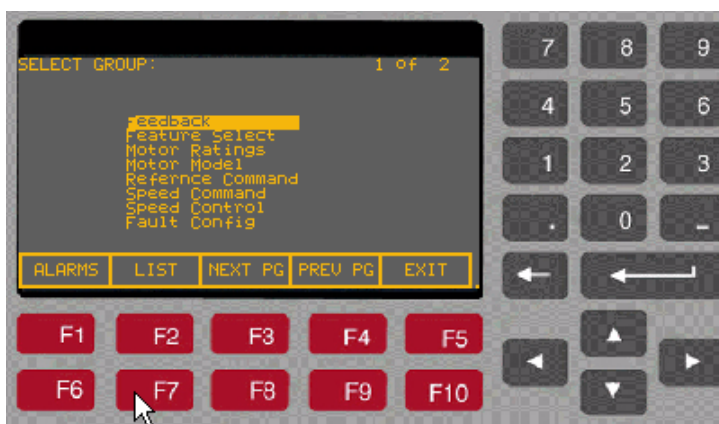 SELECT GROUP: 1 of 2
Feedback
Feature Select
Motor Ratings
Motor Model
Refernce Command
Speed Command
Speed Control
Fault Config
ALARMS LIST NEXT PG PREV PG EXIT
F1 F2 F3 F4 F5
F6 F7 F8 F9 F10
7 8 9
4 5 6
1 2 3
. 0 _